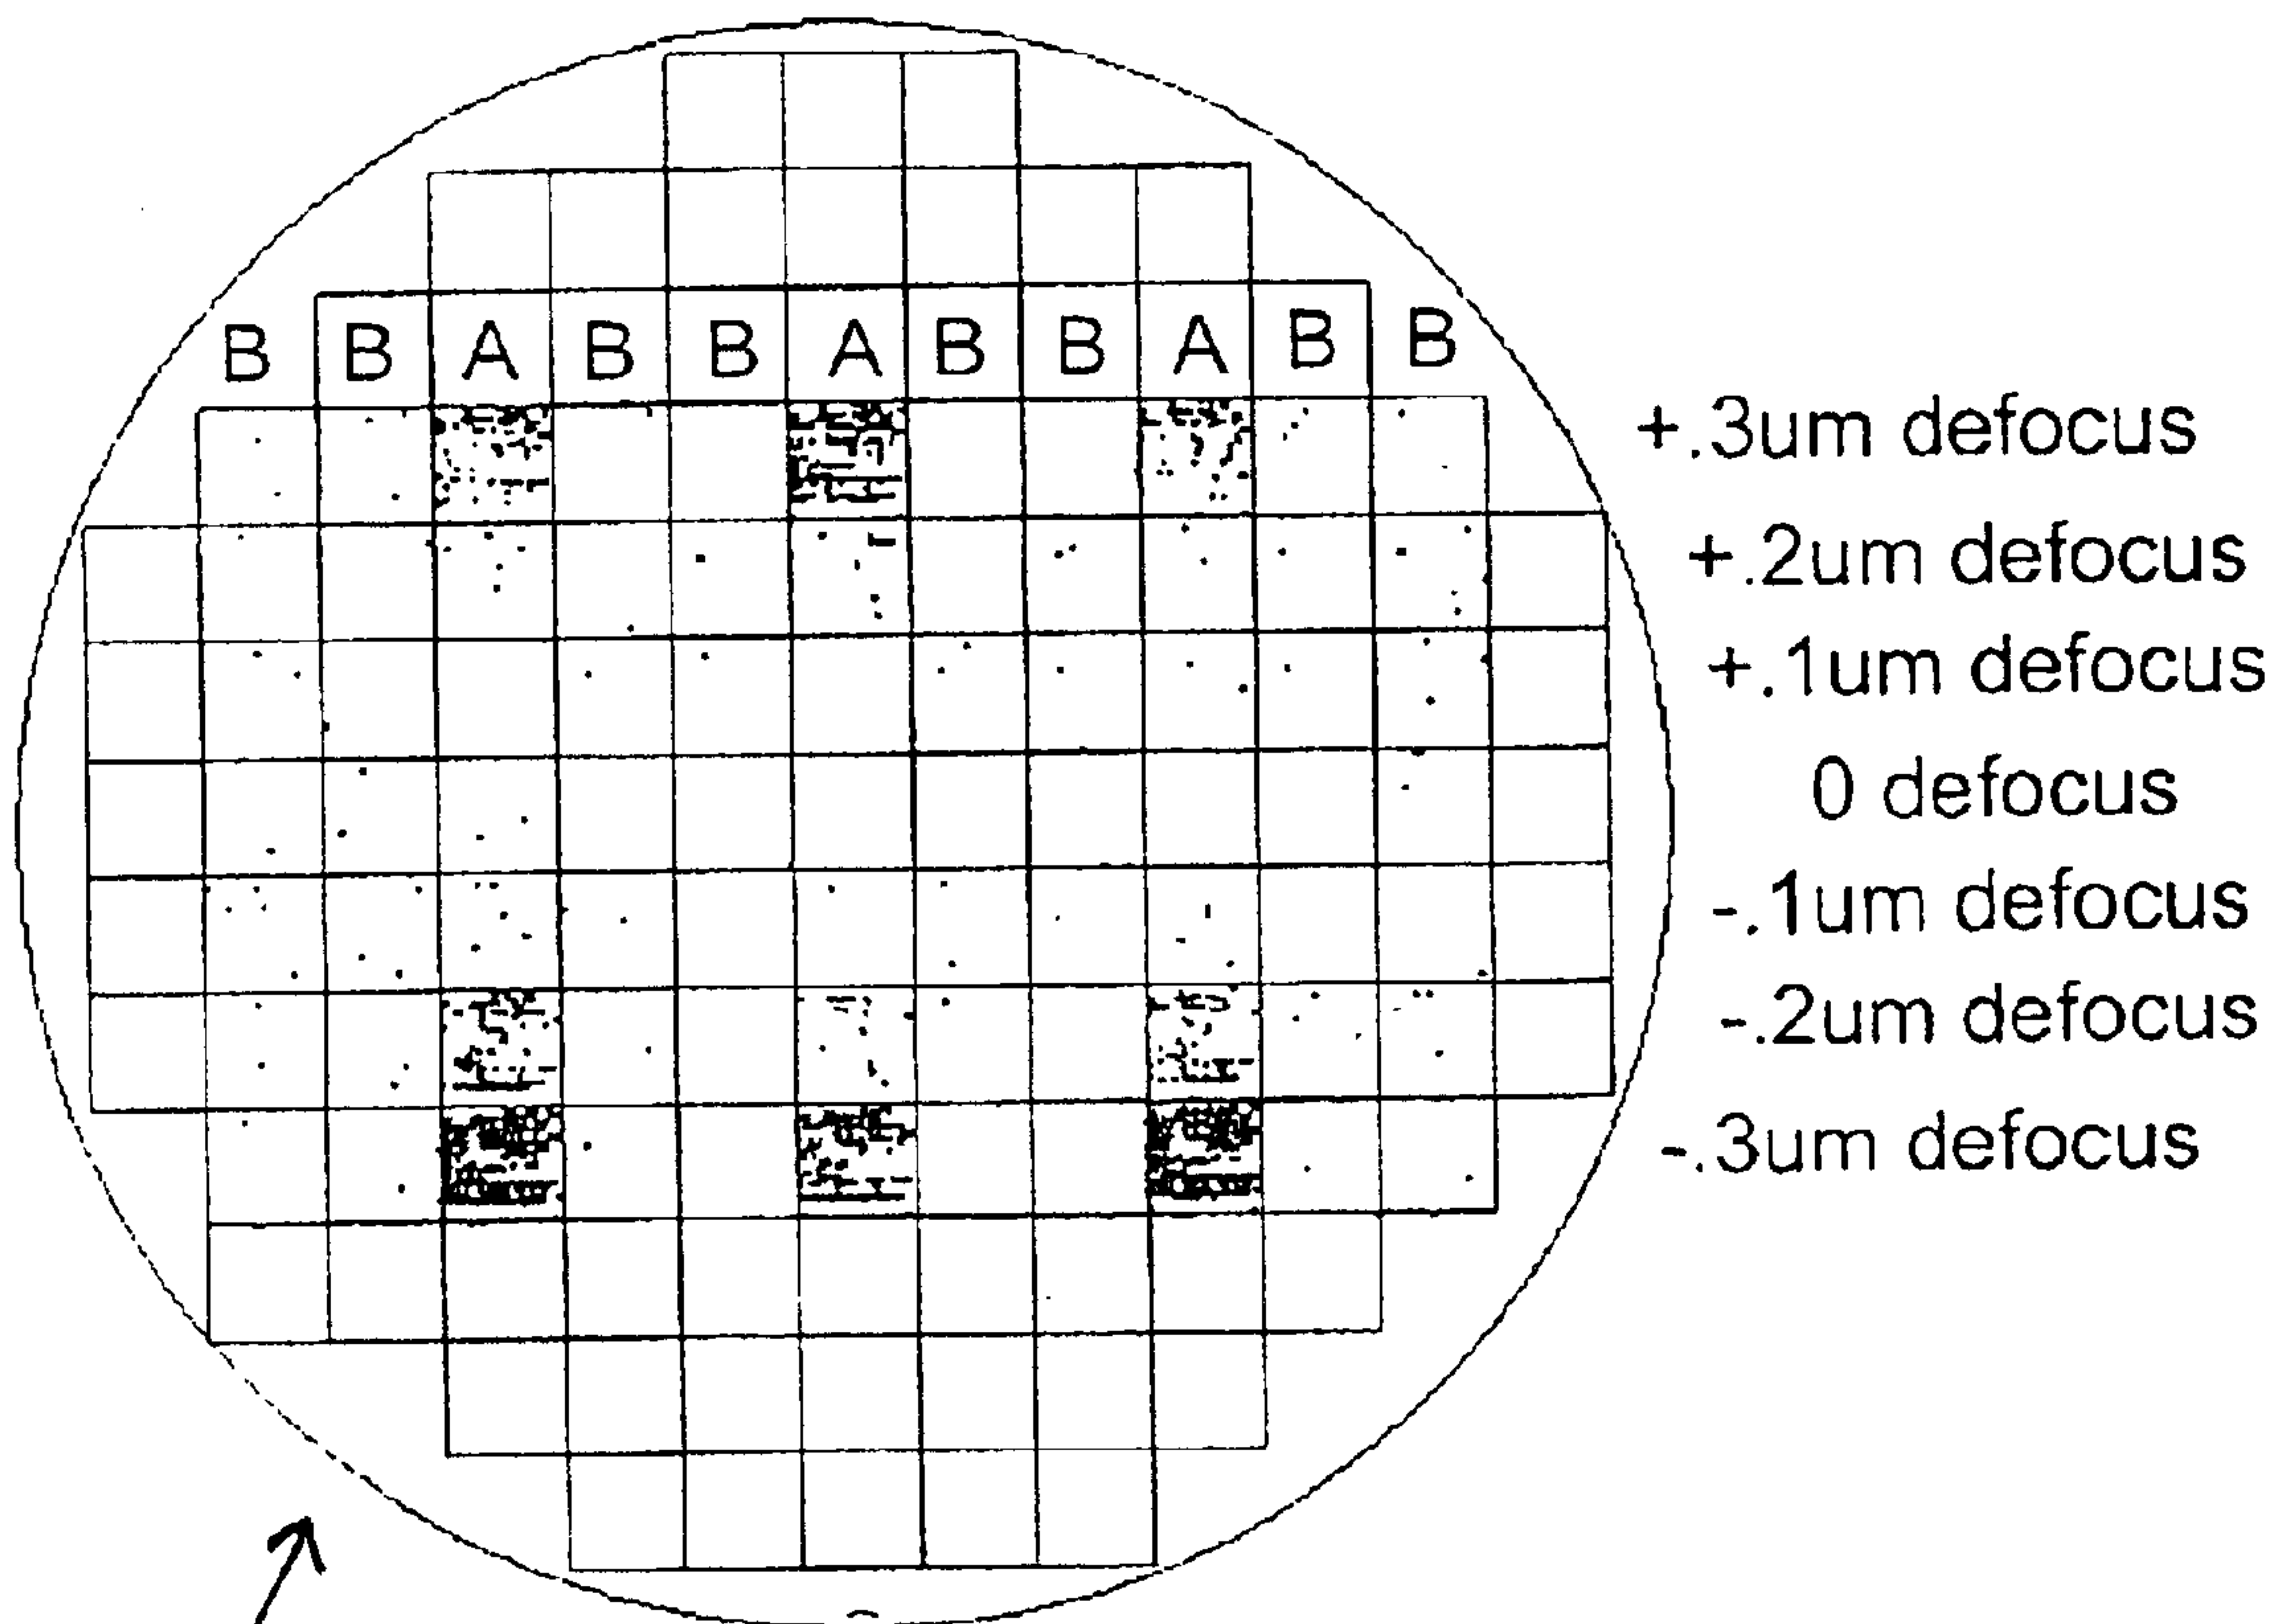 B B A B B A B B A B B
+.3um defocus
+.2um defocus
+.1um defocus
0 defocus
-.1um defocus
-.2um defocus
-.3um defocus